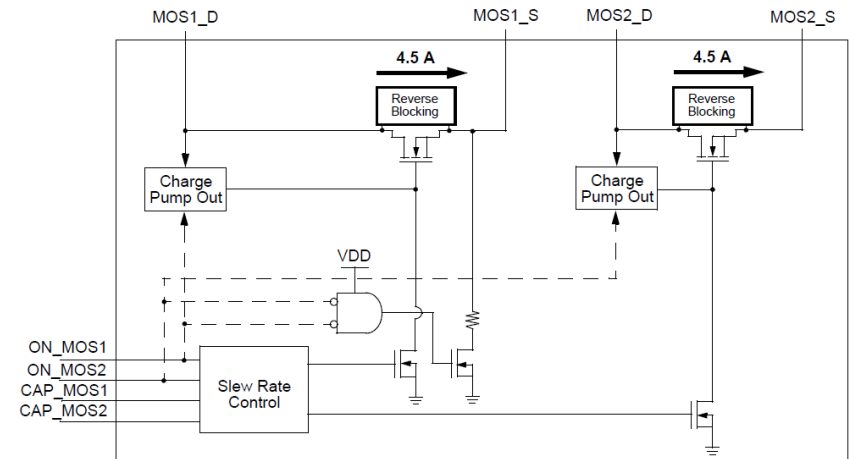 MOS1_D
MOS1_S
MOS2_D
MOS2_S
4.5 A
4.5 A
Reverse
Blocking
Reverse
Blocking
Charge
Pump Out
Charge
Pump Out
VDD
ON_MOS1
ON_MOS2
CAP_MOS1
CAP_MOS2
Slew Rate
Control